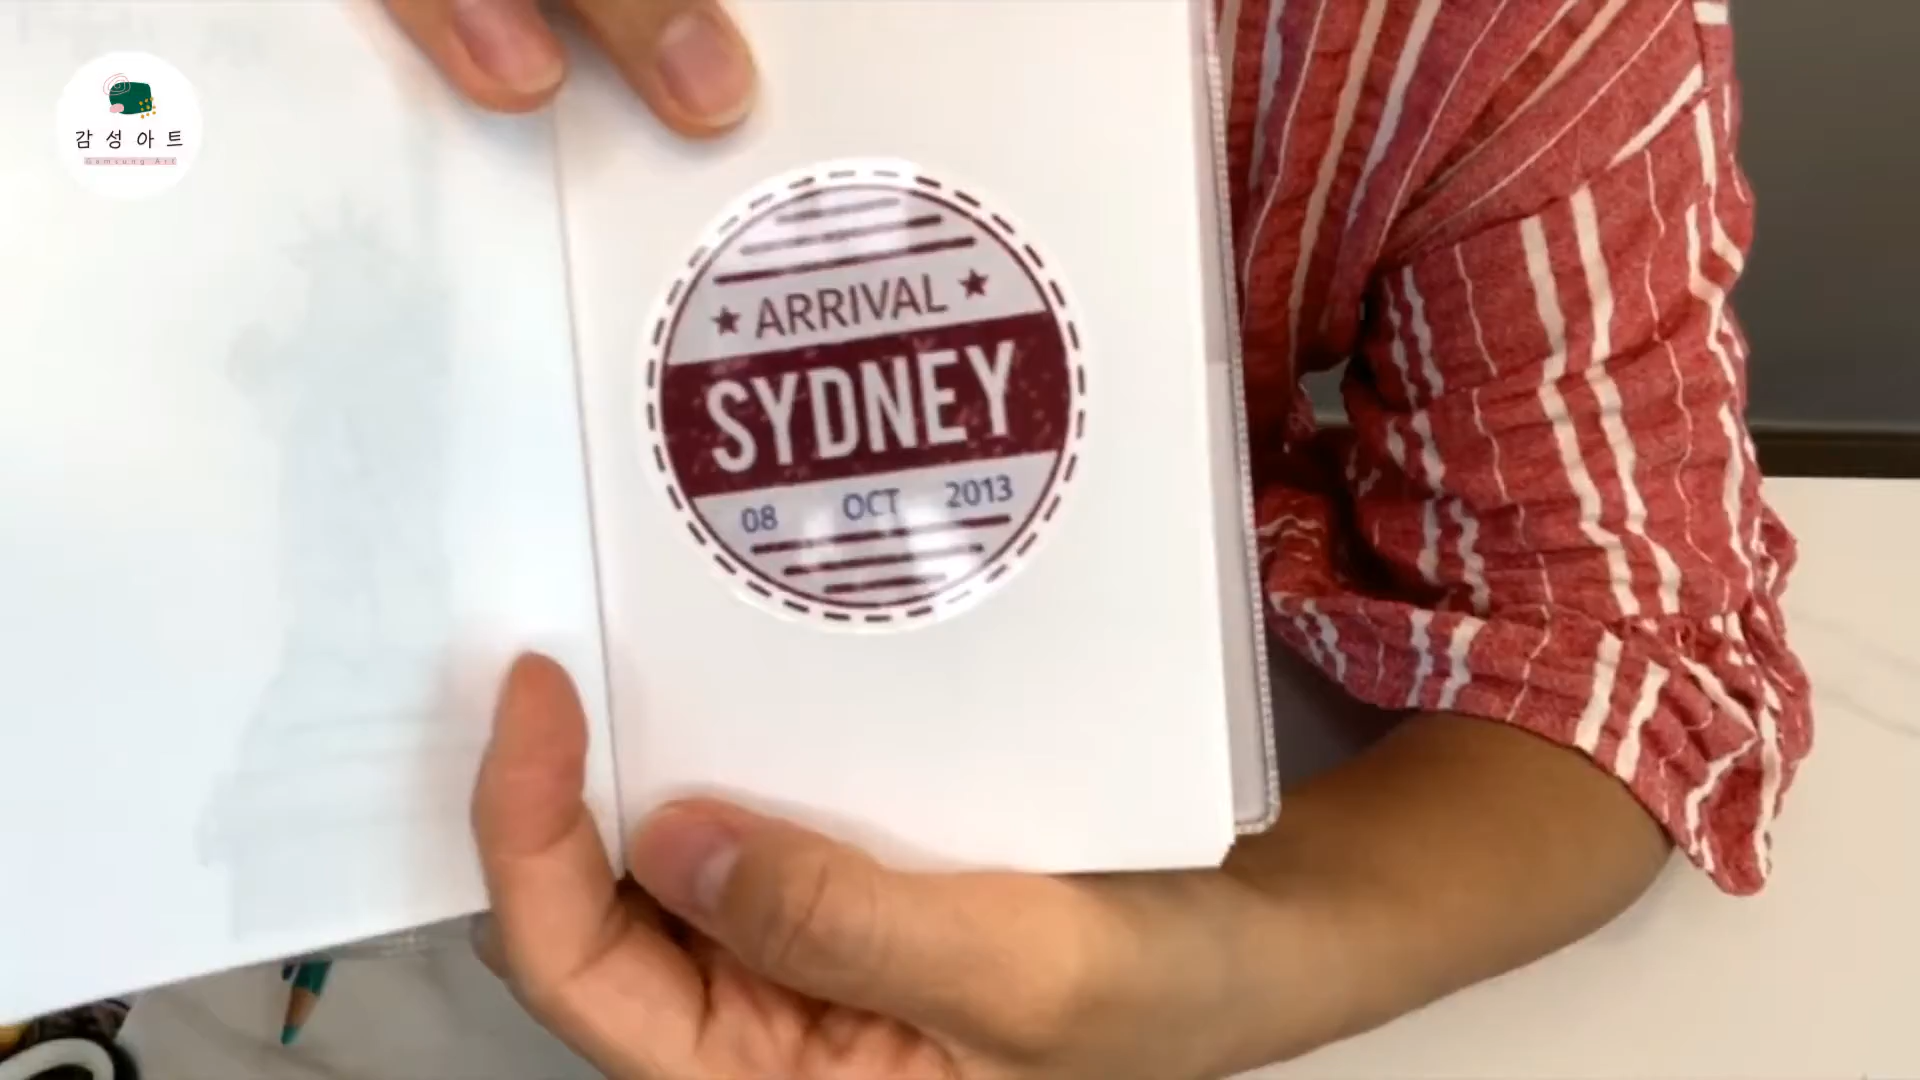 감성아트
Gamsung Art
★ ARRIVAL ★
SYDNEY
08 OCT 2013